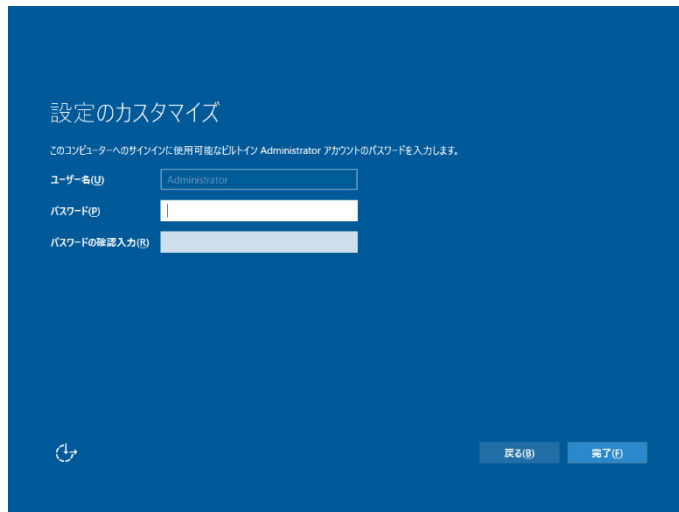 設定のカスタマイズ
このコンピューターへのサインインに使用可能なビルトイン Administrator アカウントのパスワードを入力します。
ユーザー名(U) Administrator
パスワード(P)
パスワードの確認入力(R)
戻る(B) 完了(F)